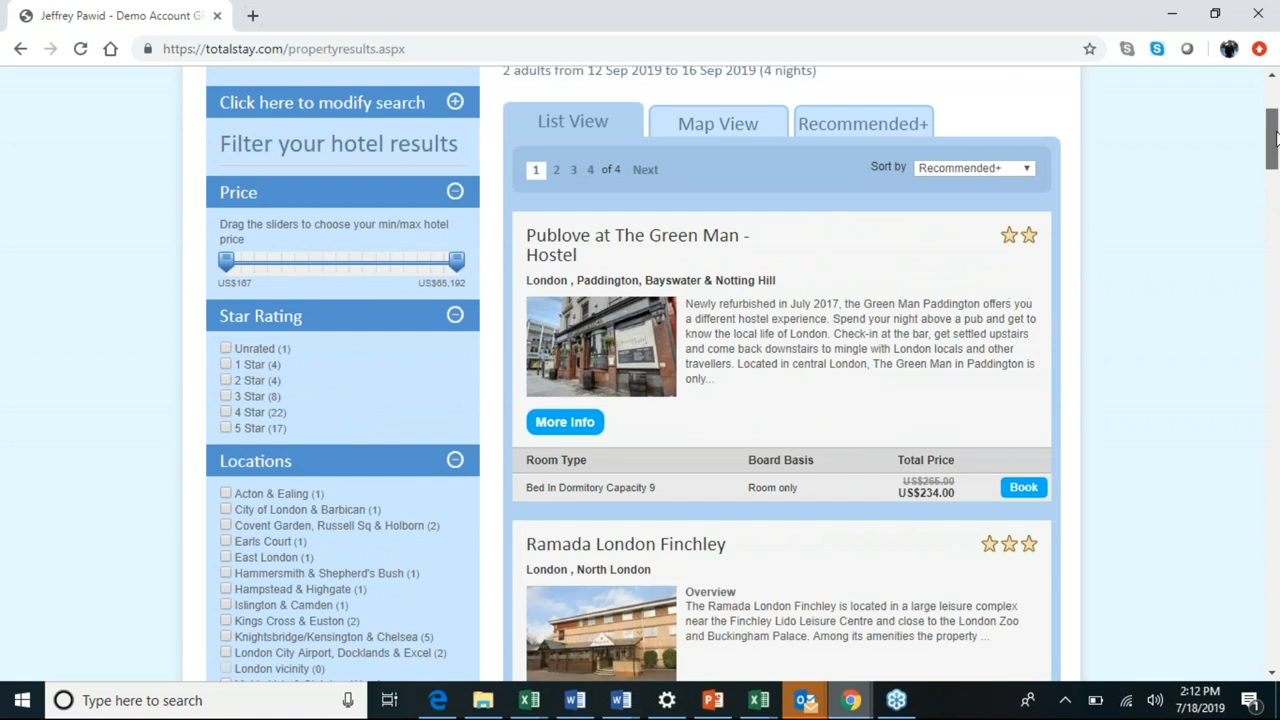 Jeffrey Pawid - Demo Account G
https://totalstay.com/propertyresults.aspx
2 adults from 12 Sep 2019 to 16 Sep 2019 (4 nights)
Click here to modify search
Filter your hotel results
Price
Drag the sliders to choose your min/max hotel
price
US$167 US$65,192
Star Rating
Unrated (1)
1 Star (4)
2 Star (4)
3 Star (8)
4 Star (22)
5 Star (17)
Locations
Acton & Ealing (1)
City of London & Barbican (1)
Covent Garden, Russell Sq & Holborn (2)
Earls Court (1)
East London (1)
Hammersmith & Shepherd's Bush (1)
Hampstead & Highgate (1)
Islington & Camden (1)
Kings Cross & Euston (2)
Knightsbridge/Kensington & Chelsea (5)
London City Airport, Docklands & Excel (2)
London vicinity (0)
List View
Map View
Recommended+
1 2 3 4 of 4 Next
Sort by Recommended+
Publove at The Green Man -
Hostel
London , Paddington, Bayswater & Notting Hill
Newly refurbished in July 2017, the Green Man Paddington offers you
a different hostel experience. Spend your night above a pub and get to
know the local life of London. Check-in at the bar, get settled upstairs
and come back downstairs to mingle with London locals and other
travellers. Located in central London, The Green Man in Paddington is
only...
More Info
Room Type Board Basis Total Price
Bed In Dormitory Capacity 9 Room only US$265.00
US$234.00 Book
Ramada London Finchley
London , North London
Overview
The Ramada London Finchley is located in a large leisure complex
near the Finchley Lido Leisure Centre and close to the London Zoo
and Buckingham Palace. Among its amenities the property ...
Type here to search
2:12 PM
7/18/2019